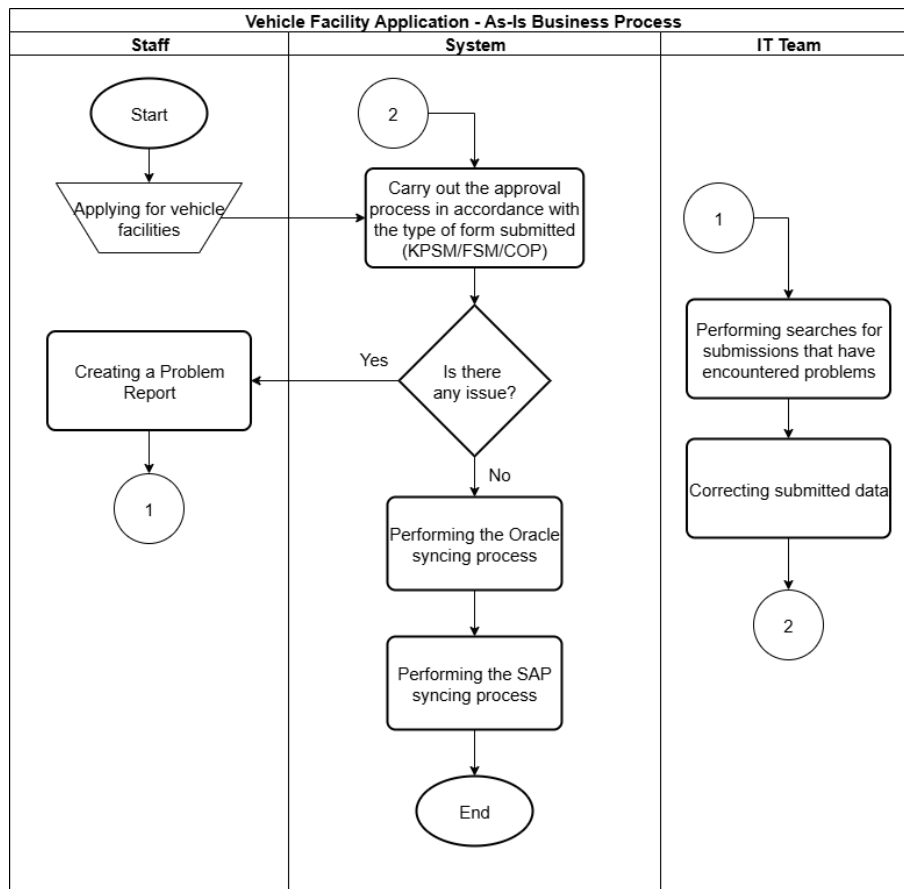 Vehicle Facility Application - As-Is Business Process
Staff
System
IT Team
Start
2
Applying for vehicle
facilities
Carry out the approval
process in accordance with
the type of form submitted
(KPSM/FSM/COP)
1
Performing searches for
submissions that have
encountered problems
Yes
Is there
any issue?
Creating a Problem
Report
No
1
Correcting submitted data
Performing the Oracle
syncing process
2
Performing the SAP
syncing process
End